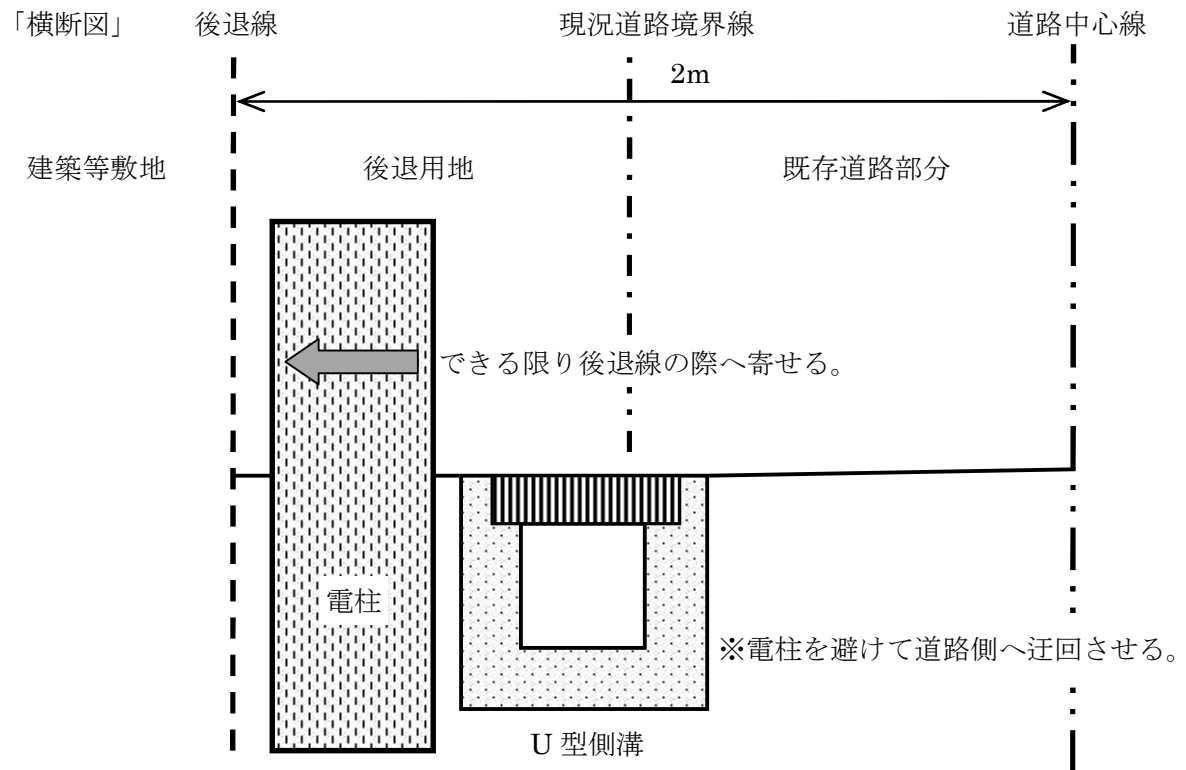 「横断図」 後退線 現況道路境界線 道路中心線
2m
建築等敷地 後退用地 既存道路部分
できる限り後退線の際へ寄せる。
電柱
※電柱を避けて道路側へ迂回させる。
U 型側溝